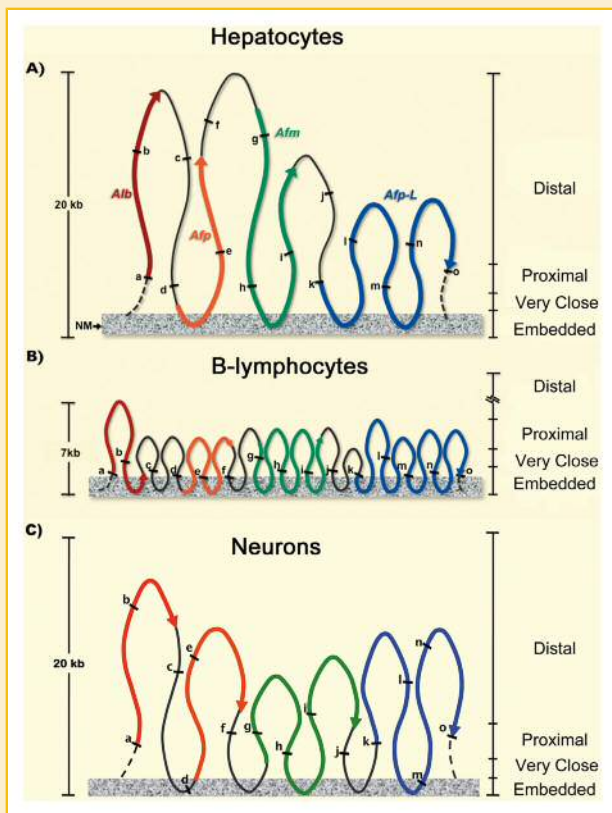 Hepatocytes
A)
20 kb
NM
a
b
c
d
e
f
g
h
i
j
k
l
m
n
o
Alb
Afp
Afm
Afp-L
Distal
Proximal
Very Close
Embedded
B-lymphocytes
B)
7kb
a
b
c
d
e
f
g
h
i
j
k
l
m
n
o
Distal
Proximal
Very Close
Embedded
C)
Neurons
20 kb
a
b
c
d
e
f
g
h
i
j
k
l
m
n
o
Distal
Proximal
Very Close
Embedded